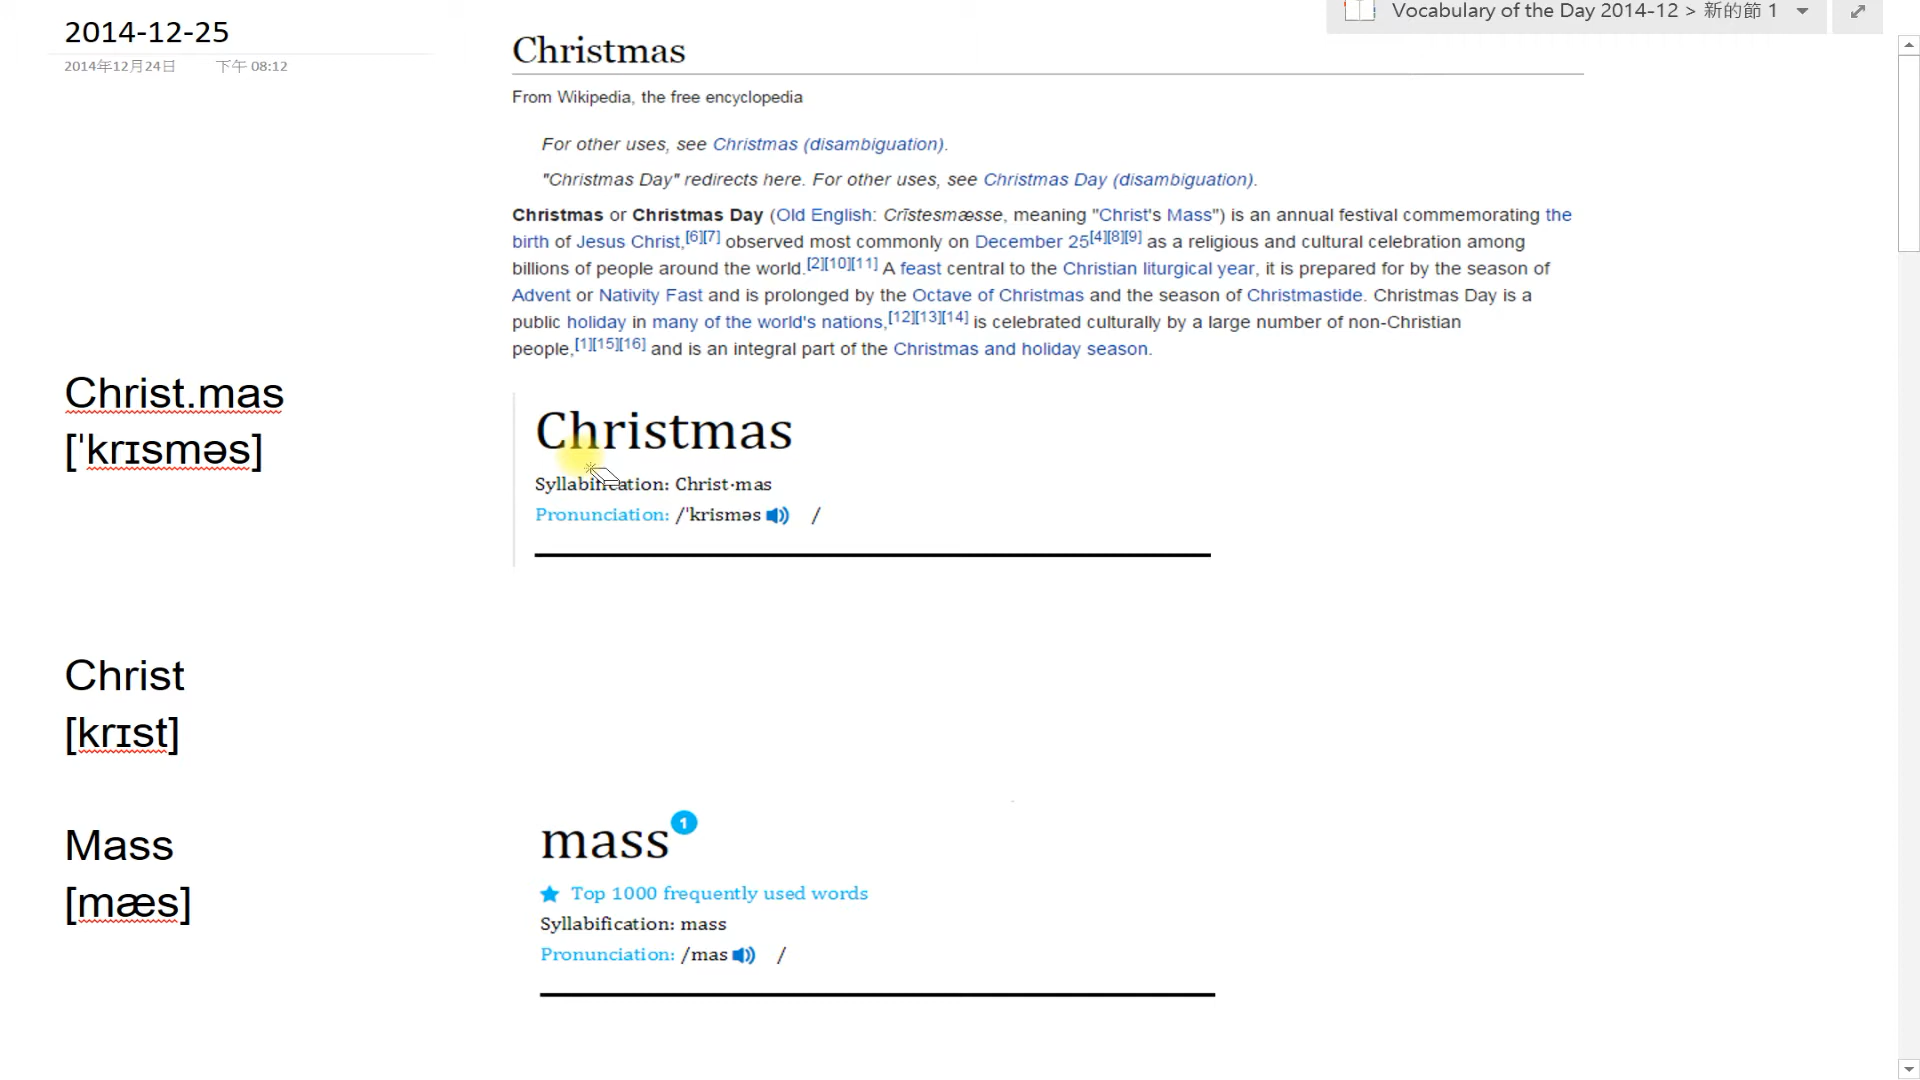 2014-12-25
2014年12月24日 下午 08:12
Vocabulary of the Day 2014-12 > 新的節 1
Christmas
From Wikipedia, the free encyclopedia
For other uses, see Christmas (disambiguation).
"Christmas Day" redirects here. For other uses, see Christmas Day (disambiguation).
Christmas or Christmas Day (Old English: Crīstesmæsse, meaning "Christ's Mass") is an annual festival commemorating the
birth of Jesus Christ,[6][7] observed most commonly on December 25[4][8][9] as a religious and cultural celebration among
billions of people around the world.[2][10][11] A feast central to the Christian liturgical year, it is prepared for by the season of
Advent or Nativity Fast and is prolonged by the Octave of Christmas and the season of Christmastide. Christmas Day is a
public holiday in many of the world's nations,[12][13][14] is celebrated culturally by a large number of non-Christian
people,[1][15][16] and is an integral part of the Christmas and holiday season.
Christ.mas
[ˈkrɪsməs]
Christmas
Syllabification: Christ·mas
Pronunciation: /ˈkrisməs /
Christ
[krɪst]
Mass
[mæs]
mass 1
Top 1000 frequently used words
Syllabification: mass
Pronunciation: /mas /